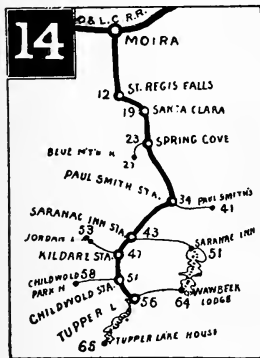 14
O & L.C. R.R.
MOIRA
12 ST. REGIS FALLS
19 SANTA CLARA
23 SPRING COVE
BLUE M'T'N H
27
PAUL SMITH STA. 34 PAUL SMITH'S
41
SARANAC INN STA. 43
53
JORDAN L
SARANAC INN
51
KILDARE STA. 47
CHILDWOLD 58
PARK H
51
CHILDWOLD STA.
TUPPER L 56
64 WAWBEEK
LODGE
65 TUPPER LAKE HOUSE